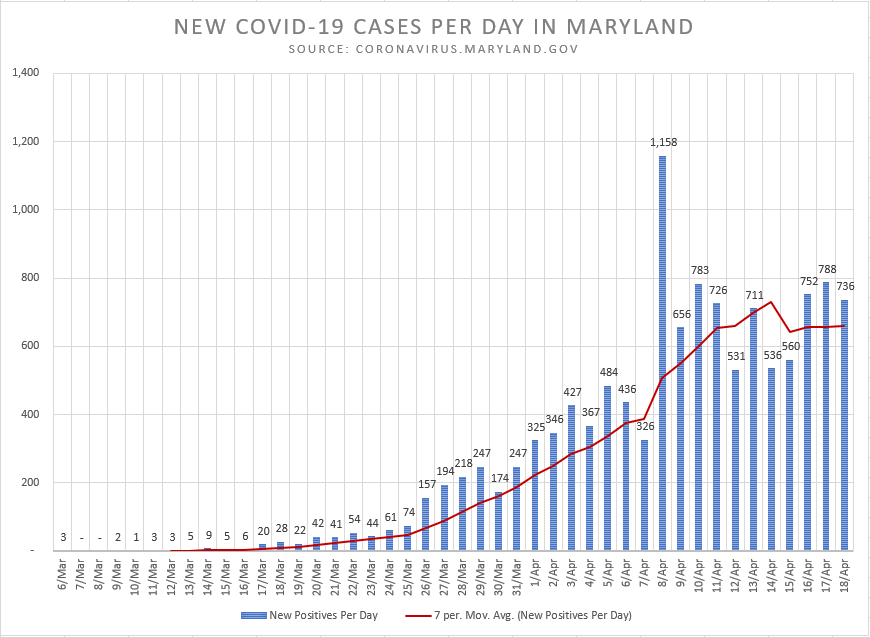 NEW COVID-19 CASES PER DAY IN MARYLAND
SOURCE: CORONAVIRUS.MARYLAND.GOV
1,400
1,200
1,000
800
600
400
200
-
3 - - 2 1 3 3 5 9 5 6 20 28 22 42 41 54 44 61 74 157 194 218 247 174 247 325 346 427 367 484 436 326 1,158 656 783 726 531 711 536 560 752 788 736
6/Mar 7/Mar 8/Mar 9/Mar 10/Mar 11/Mar 12/Mar 13/Mar 14/Mar 15/Mar 16/Mar 17/Mar 18/Mar 19/Mar 20/Mar 21/Mar 22/Mar 23/Mar 24/Mar 25/Mar 26/Mar 27/Mar 28/Mar 29/Mar 30/Mar 31/Mar 1/Apr 2/Apr 3/Apr 4/Apr 5/Apr 6/Apr 7/Apr 8/Apr 9/Apr 10/Apr 11/Apr 12/Apr 13/Apr 14/Apr 15/Apr 16/Apr 17/Apr 18/Apr
New Positives Per Day 7 per. Mov. Avg. (New Positives Per Day)